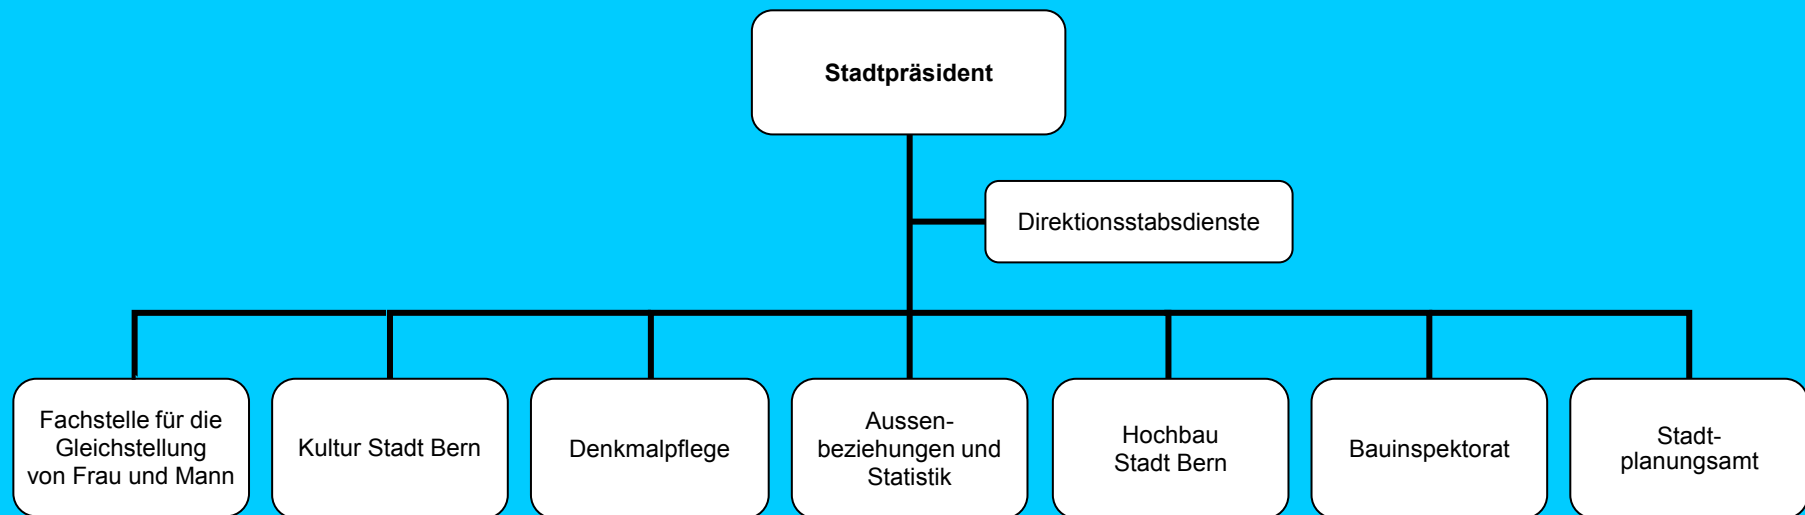 Stadtpräsident
Direktionsstabsdienste
Fachstelle für die
Gleichstellung
von Frau und Mann
Kultur Stadt Bern
Denkmalpflege
Aussen-
beziehungen und
Statistik
Hochbau
Stadt Bern
Bauinspektorat
Stadt-
planungsamt